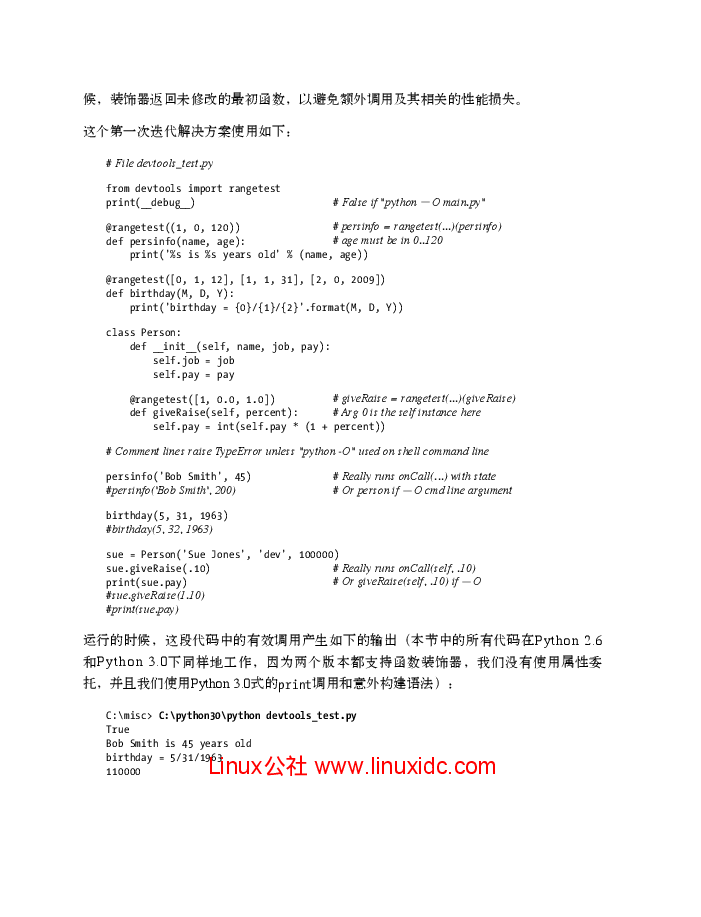 候，装饰器返回未修改的最初函数，以避免额外调用及其相关的性能损失。
这个第一次迭代解决方案使用如下：
# File devtools_test.py
from devtools import rangetest
print(__debug__) # False if "python —O main.py"
@rangetest((1, 0, 120)) # persinfo = rangetest(...)(persinfo)
def persinfo(name, age): # age must be in 0..120
    print('%s is %s years old' % (name, age))
@rangetest([0, 1, 12], [1, 1, 31], [2, 0, 2009])
def birthday(M, D, Y):
    print('birthday = {0}/{1}/{2}'.format(M, D, Y))
class Person:
    def __init__(self, name, job, pay):
        self.job = job
        self.pay = pay
    @rangetest([1, 0.0, 1.0]) # giveRaise = rangetest(...)(giveRaise)
    def giveRaise(self, percent): # Arg 0 is the self instance here
        self.pay = int(self.pay * (1 + percent))
# Comment lines raise TypeError unless "python -O" used on shell command line
persinfo('Bob Smith', 45) # Really runs onCall(...) with state
#persinfo('Bob Smith', 200) # Or person if —O cmd line argument
birthday(5, 31, 1963)
#birthday(5, 32, 1963)
sue = Person('Sue Jones', 'dev', 100000)
sue.giveRaise(.10) # Really runs onCall(self, .10)
print(sue.pay) # Or giveRaise(self, .10) if —O
#sue.giveRaise(1.10)
#print(sue.pay)
运行的时候，这段代码中的有效调用产生如下的输出（本节中的所有代码在Python 2.6
和Python 3.0下同样地工作，因为两个版本都支持函数装饰器，我们没有使用属性委
托，并且我们使用Python 3.0式的print调用和意外构建语法）：
C:\misc> C:\python30\python devtools_test.py
True
Bob Smith is 45 years old
birthday = 5/31/1963
Linux公社 www.linuxidc.com
110000